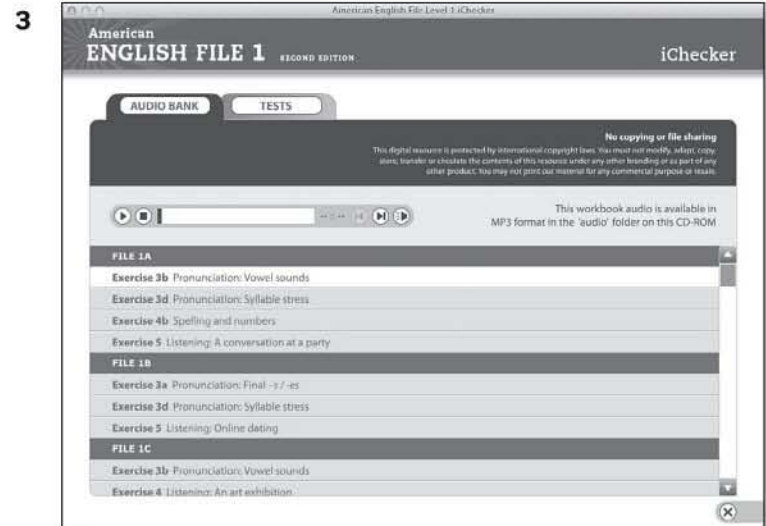 3
American English File Level 1 iChecker
American
ENGLISH FILE 1 SECOND EDITION
iChecker
AUDIO BANK
TESTS
No copying or file sharing
This digital resource is protected by international copyright laws. You must not modify, adapt, copy,
store, transfer or circulate the contents of this resource under any other branding or as part of any
other product. You may not print out material for any commercial purpose or resale.
--:--
This workbook audio is available in
MP3 format in the 'audio' folder on this CD-ROM
FILE 1A
Exercise 3b Pronunciation: Vowel sounds
Exercise 3d Pronunciation: Syllable stress
Exercise 4b Spelling and numbers
Exercise 5 Listening: A conversation at a party
FILE 1B
Exercise 3a Pronunciation: Final -s / -es
Exercise 3d Pronunciation: Syllable stress
Exercise 5 Listening: Online dating
FILE 1C
Exercise 3b Pronunciation: Vowel sounds
Exercise 4 Listening: An art exhibition